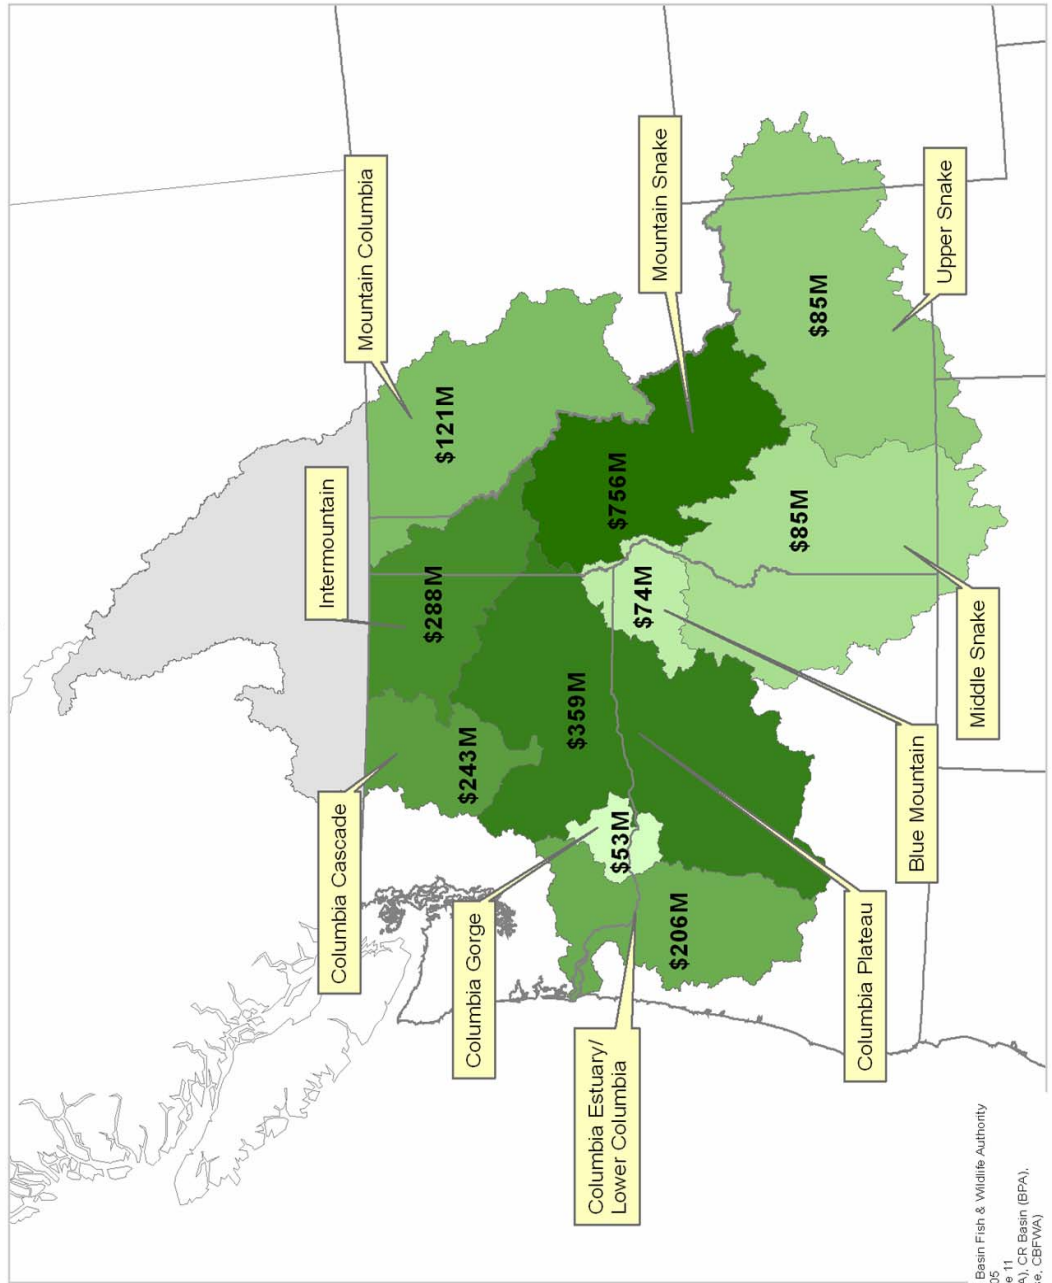 Mountain Columbia
Mountain Snake
Upper Snake
Intermountain
Columbia Cascade
Columbia Gorge
Columbia Estuary/
Lower Columbia
Columbia Plateau
Blue Mountain
Middle Snake
$121M
$756M
$85M
$85M
$288M
$74M
$359M
$243M
$53M
$206M
Basin Fish & Wildlife Authority
05
e 11
A), CR Basin (BPA),
e, CBFWA)